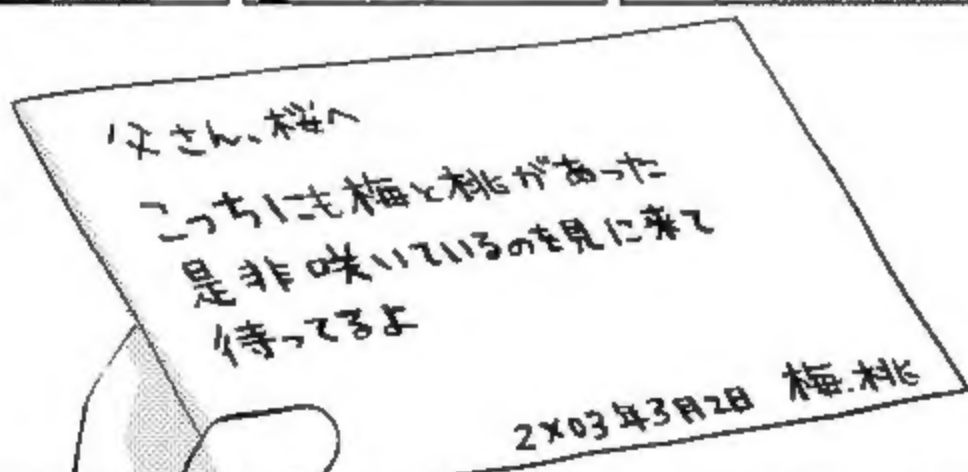 父さん、桜へ
こっちにも梅と桃があった
是非咲いているのを見に来て
待ってるよ
2X03年3月2日 梅.桃